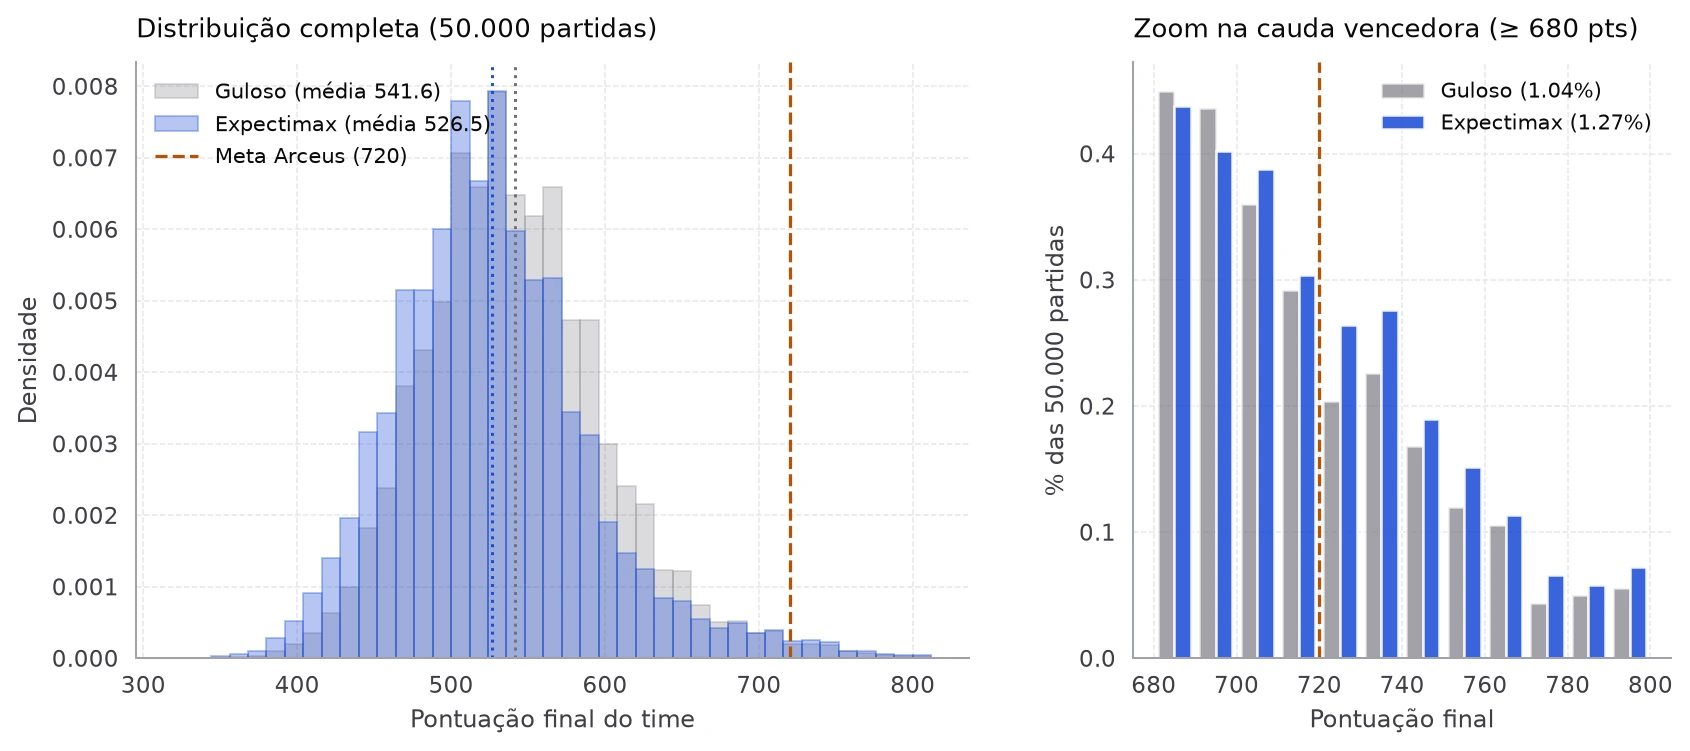 Distribuição completa (50.000 partidas)
Guloso (média 541.6)
Expectimax (média 526.5)
Meta Arceus (720)
Densidade
0.008
0.007
0.006
0.005
0.004
0.003
0.002
0.001
0.000
300 400 500 600 700 800
Pontuação final do time
Zoom na cauda vencedora (≥ 680 pts)
Guloso (1.04%)
Expectimax (1.27%)
% das 50.000 partidas
0.4
0.3
0.2
0.1
0.0
680 700 720 740 760 780 800
Pontuação final